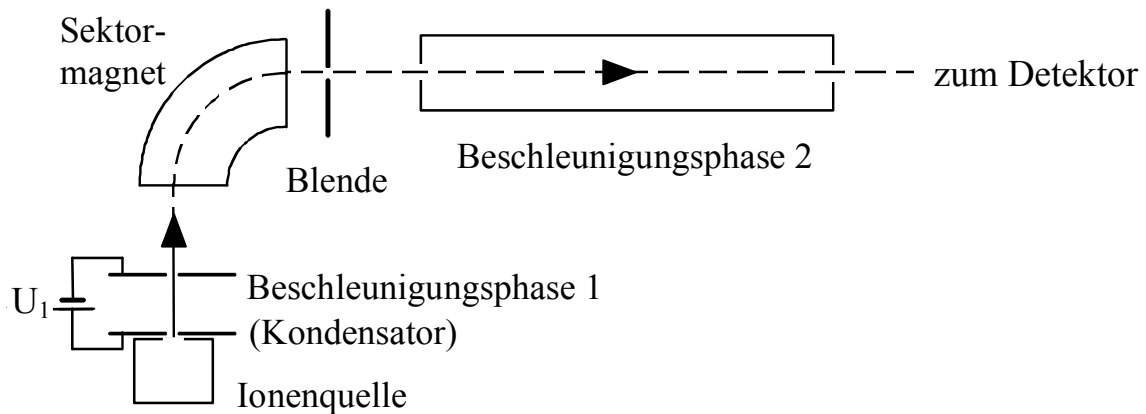 Sektor-
magnet
zum Detektor
Beschleunigungsphase 2
Blende
U₁
Beschleunigungsphase 1
(Kondensator)
Ionenquelle